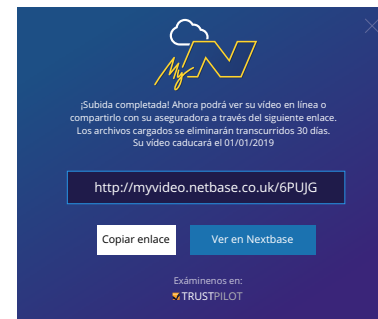 My N
¡Subida completada! Ahora podrá ver su vídeo en línea o
compartirlo con su aseguradora a través del siguiente enlace.
Los archivos cargados se eliminarán transcurridos 30 días.
Su vídeo caducará el 01/01/2019
http://myvideo.netbase.co.uk/6PUJG
Copiar enlace
Ver en Nextbase
Exáminenos en:
TRUSTPILOT